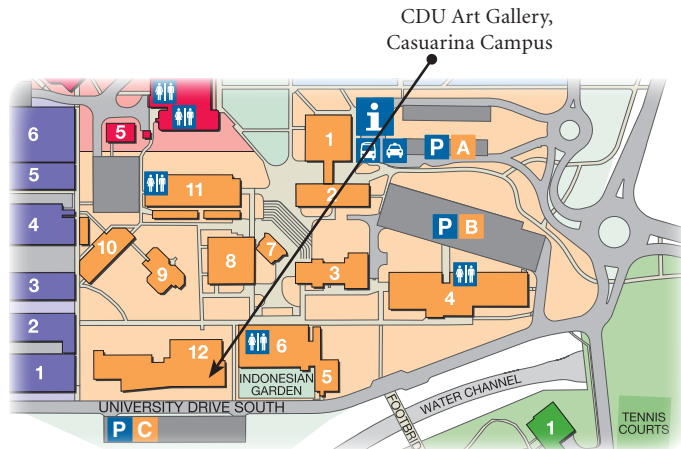 CDU Art Gallery,
Casuarina Campus
6
5
1
i
P A
5
11
2
4
P B
10
9
8
7
3
3
4
2
12
6
1
INDONESIAN
GARDEN
5
UNIVERSITY DRIVE SOUTH
WATER CHANNEL
FOOTBRID
P C
1
TENNIS
COURTS